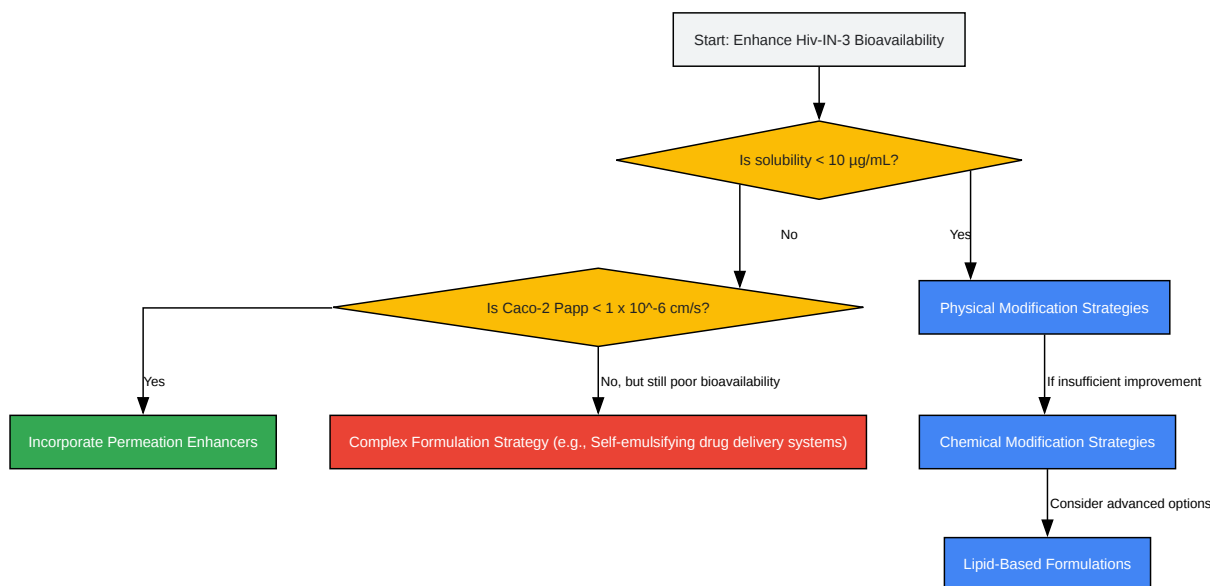 Start: Enhance Hiv-IN-3 Bioavailability
Is solubility < 10 µg/mL?
No
Yes
Is Caco-2 Papp < 1 x 10^-6 cm/s?
Physical Modification Strategies
Yes
No, but still poor bioavailability
If insufficient improvement
Incorporate Permeation Enhancers
Complex Formulation Strategy (e.g., Self-emulsifying drug delivery systems)
Chemical Modification Strategies
Consider advanced options
Lipid-Based Formulations